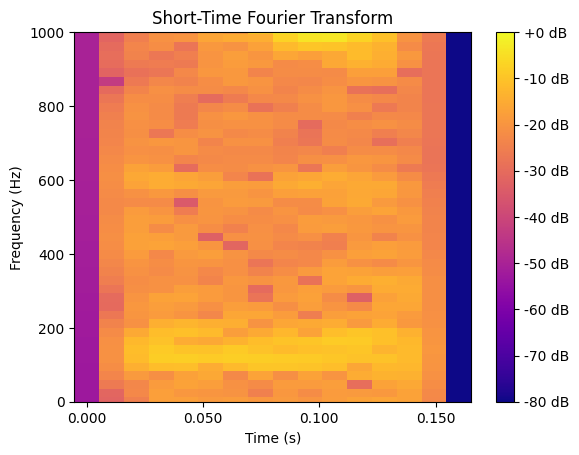 Short-Time Fourier Transform
1000
800
600
400
200
0
Frequency (Hz)
0.000
0.050
0.100
0.150
Time (s)
+0 dB
-10 dB
-20 dB
-30 dB
-40 dB
-50 dB
-60 dB
-70 dB
-80 dB